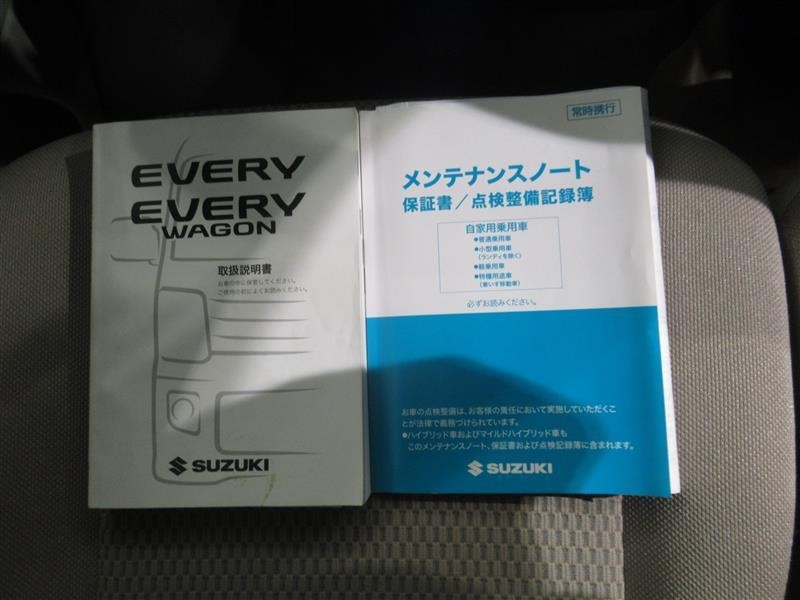 EVERY
EVERY
WAGON
取扱説明書
お車の中に保管してください。
ご使用の前によくお読みください。
SUZUKI
常時携行
メンテナンスノート
保証書／点検整備記録簿
自家用乗用車
●普通乗用車
●小型乗用車
(ランディを除く)
●軽乗用車
●特種用途車
(車いす移動車)
必ずお読みください。
お車の点検整備は、お客様の責任において実施していただくこ
とが法律で義務づけられています。
●ハイブリッド車およびマイルドハイブリッド車も
このメンテナンスノート、保証書および点検記録簿に含まれます。
SUZUKI